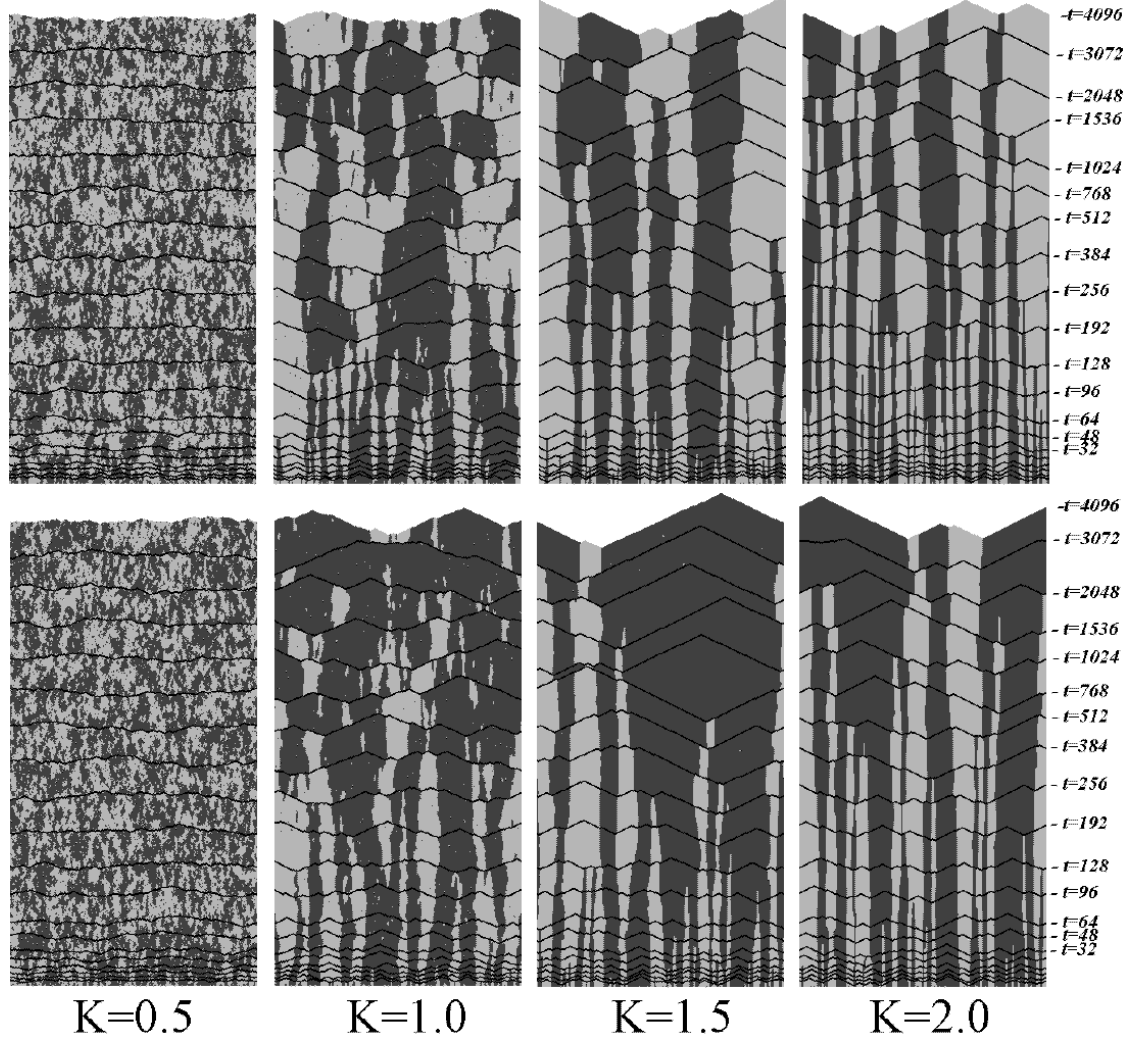 -t=4096
- t=3072
- t=2048
- t=1536
- t=1024
- t=768
- t=512
- t=384
- t=256
- t=192
- t=128
- t=96
- t=64
- t=48
- t=32
-t=4096
- t=3072
- t=2048
- t=1536
- t=1024
- t=768
- t=512
- t=384
- t=256
- t=192
- t=128
- t=96
- t=64
- t=48
- t=32
K=0.5 K=1.0 K=1.5 K=2.0